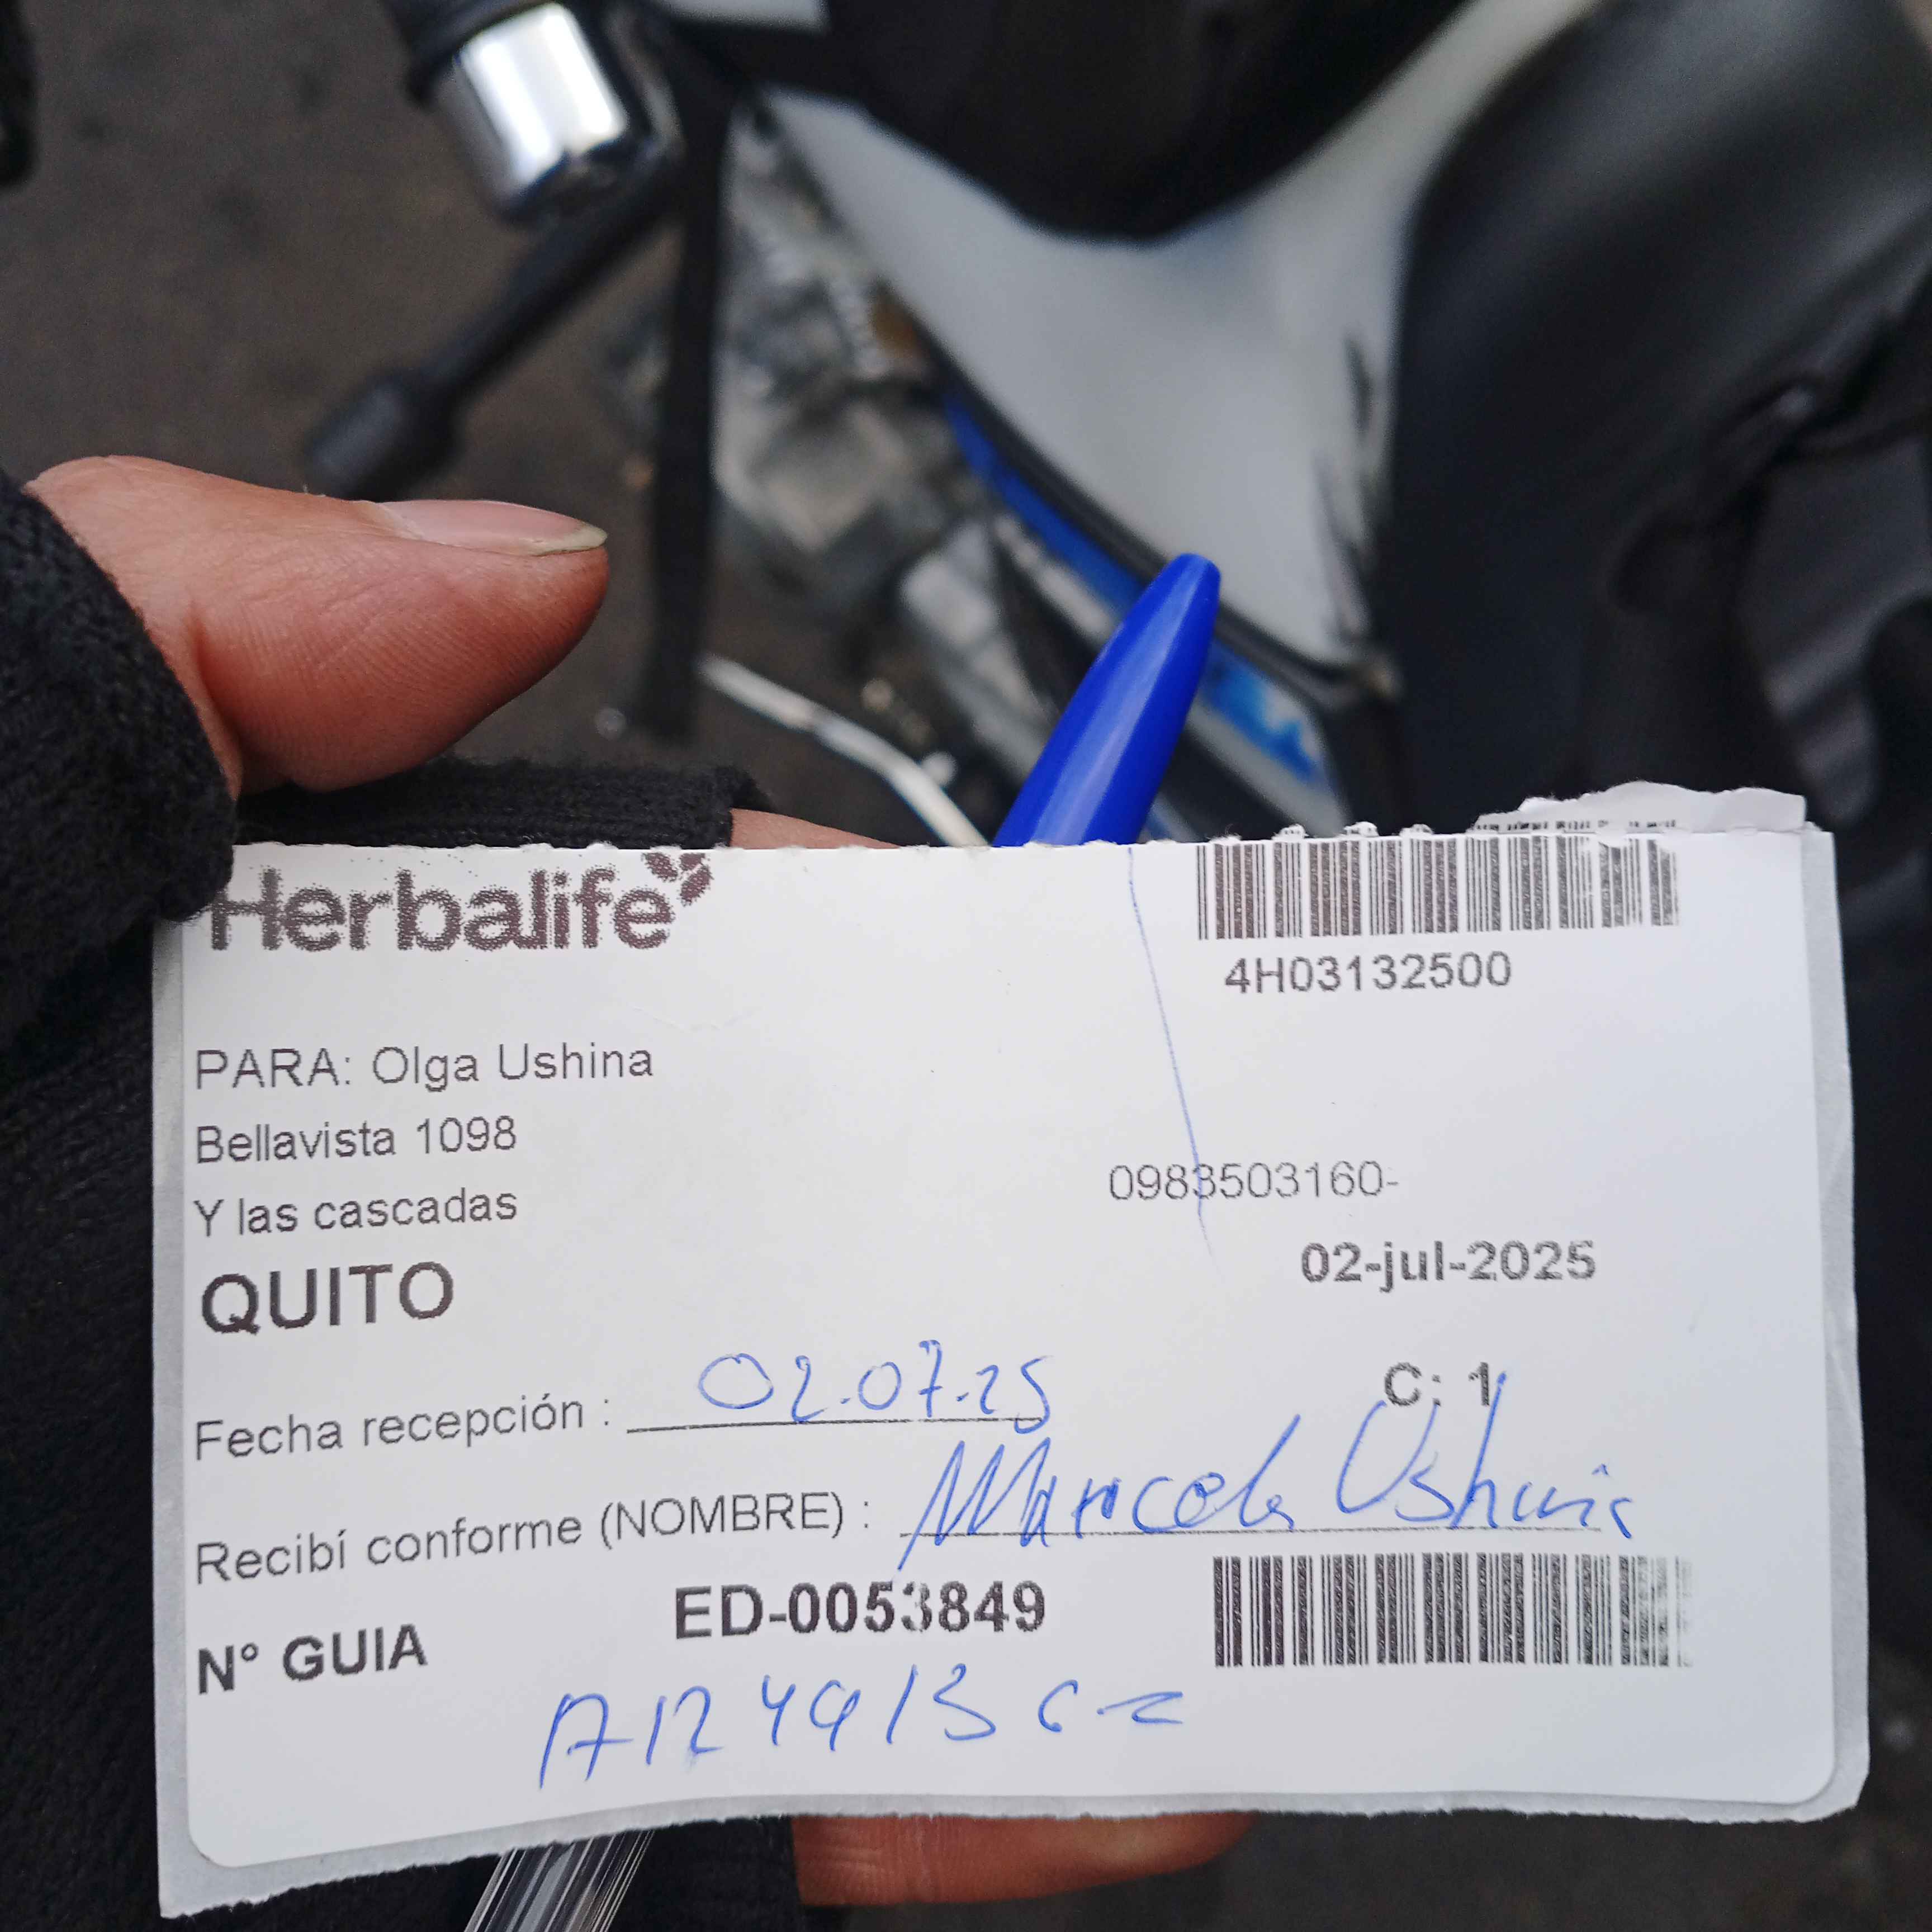 Herbalife
4H03132500
PARA: Olga Ushina
Bellavista 1098
0983503160-
Y las cascadas
02-jul-2025
QUITO
C: 1
Fecha recepción : 02.07.25
Recibí conforme (NOMBRE) : Maricela Ushina
N° GUIA ED-0053849